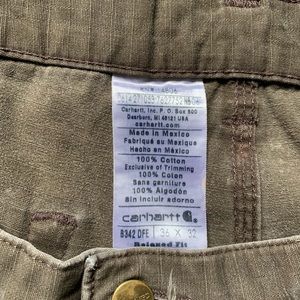 RN# 14806
Carhartt, Inc. P.O. Box 600
Dearborn, MI 48121 USA
carhartt.com
Made in Mexico
Fabriqué au Mexique
Hecho en México
100% Cotton
Exclusive of Trimming
100% Coton
Sans garniture
100% Algodón
Sin incluir adorno
carhartt
B342 DFE 36 X 32
Relaxed Fit